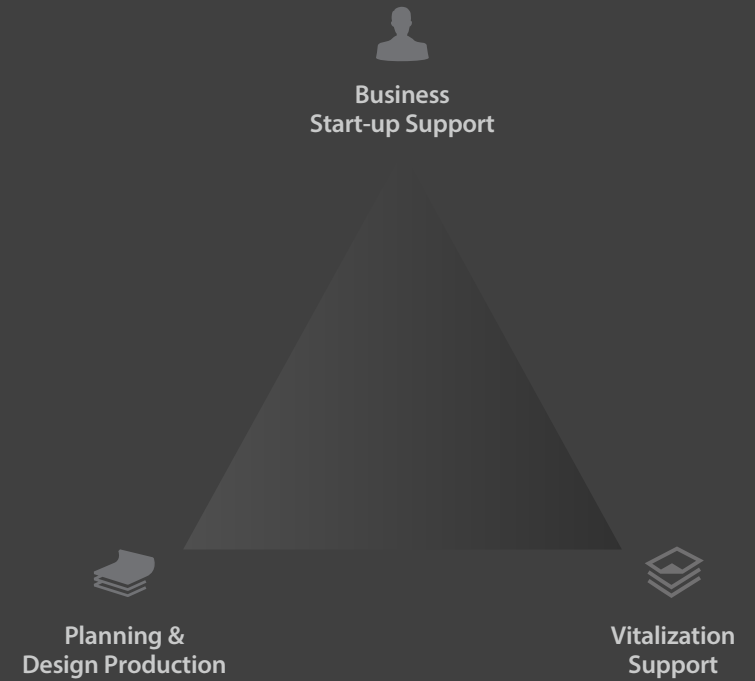 Business
Start-up Support
Planning &
Design Production
Vitalization
Support